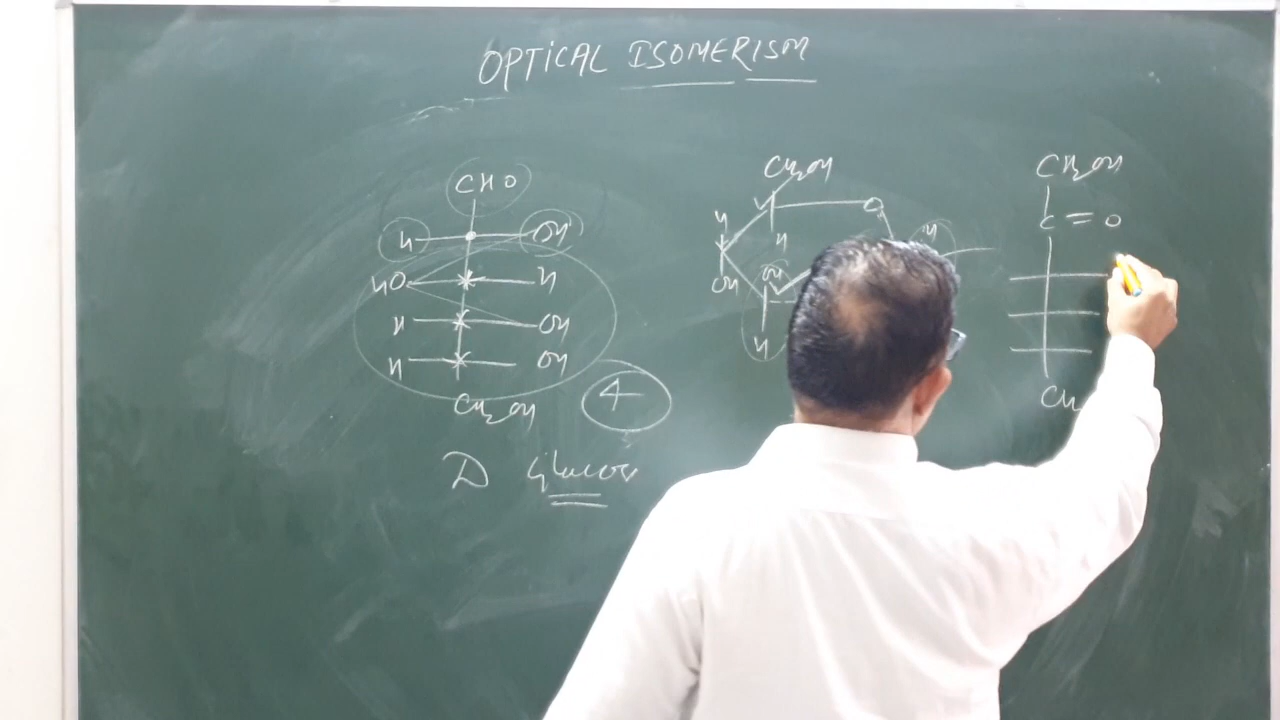 OPTICAL ISOMERISM
CHO
H OH
HO H
H OH
H OH
CH2OH
4
D Glucose
CH2OH
H O
H H H
OH OH
H
CH2OH
C = O
CH